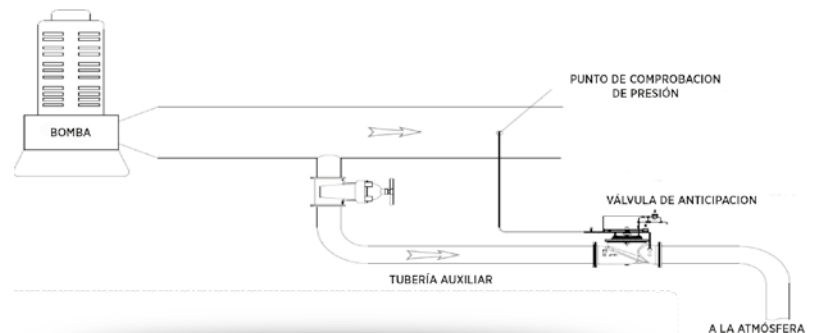 PUNTO DE COMPROBACION
DE PRESIÓN
BOMBA
VÁLVULA DE ANTICIPACION
TUBERÍA AUXILIAR
A LA ATMÓSFERA